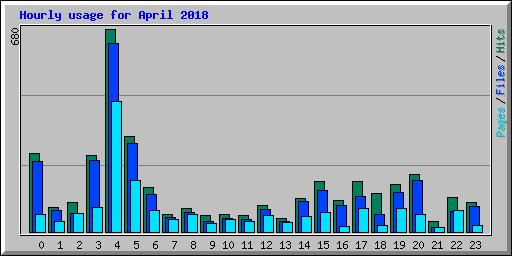 Hourly usage for April 2018
680
Pages / Files / Hits
0 1 2 3 4 5 6 7 8 9 10 11 12 13 14 15 16 17 18 19 20 21 22 23